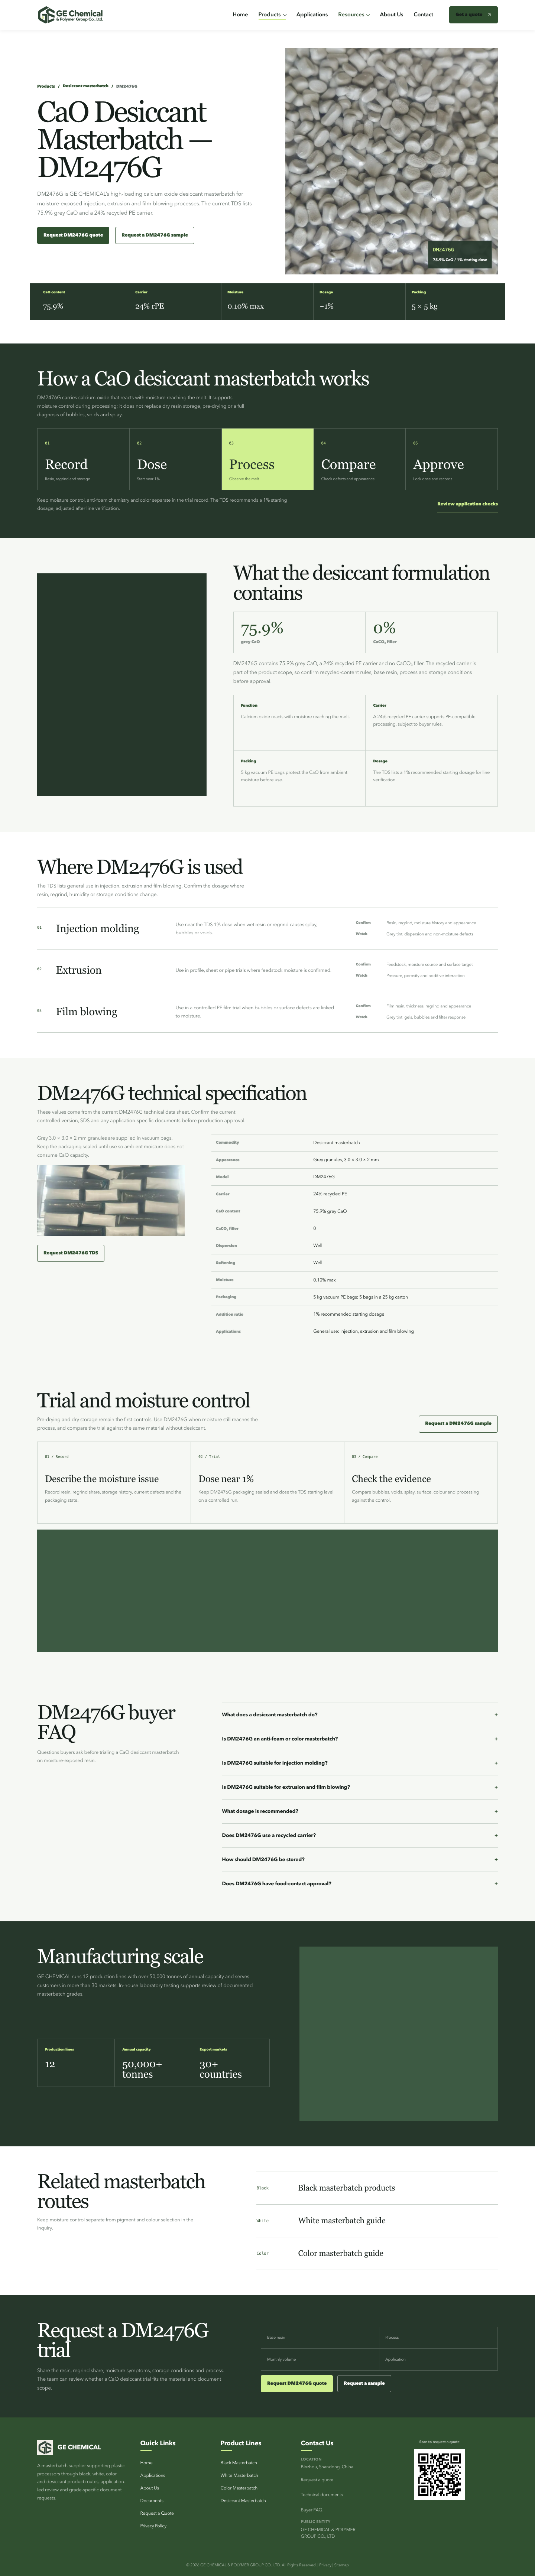 GE Chemical
& Polymer Group Co., Ltd.
Home
Products
Applications
Resources
About Us
Contact
Get a quote
Products / Desiccant masterbatch / DM2476G
CaO Desiccant
Masterbatch —
DM2476G
DM2476G is GE CHEMICAL's high-loading calcium oxide desiccant masterbatch for
moisture-exposed injection, extrusion and film blowing processes. The current TDS lists
75.9% grey CaO and a 24% recycled PE carrier.
Request DM2476G quote
Request a DM2476G sample
DM2476G
75.9% CaO / 1% starting dose
CaO content
75.9%
Carrier
24% rPE
Moisture
0.10% max
Dosage
~1%
Packing
5 × 5 kg
How a CaO desiccant masterbatch works
DM2476G carries calcium oxide that reacts with moisture reaching the melt. It supports
moisture control during processing; it does not replace dry resin storage, pre-drying or a full
diagnosis of bubbles, voids and splay.
01
Record
Resin, regrind and storage
02
Dose
Start near 1%
03
Process
Observe the melt
04
Compare
Check defects and appearance
05
Approve
Lock dose and records
Keep moisture control, anti-foam chemistry and color separate in the trial record. The TDS recommends a 1% starting
dosage, adjusted after line verification.
Review application checks
What the desiccant formulation
contains
75.9%
grey CaO
0%
CaCO₃ filler
DM2476G contains 75.9% grey CaO, a 24% recycled PE carrier and no CaCO₃ filler. The recycled carrier is
part of the product scope, so confirm recycled-content rules, base resin, process and storage conditions
before approval.
Function
Calcium oxide reacts with moisture reaching the melt.
Carrier
A 24% recycled PE carrier supports PE-compatible
processing, subject to buyer rules.
Packing
5 kg vacuum PE bags protect the CaO from ambient
moisture before use.
Dosage
The TDS lists a 1% recommended starting dosage for line
verification.
Where DM2476G is used
The TDS lists general use in injection, extrusion and film blowing. Confirm the dosage where
resin, regrind, humidity or storage conditions change.
01
Injection molding
Use near the TDS 1% dose when wet resin or regrind causes splay,
bubbles or voids.
Confirm
Resin, regrind, moisture history and appearance
Watch
Grey tint, dispersion and non-moisture defects
02
Extrusion
Use in profile, sheet or pipe trials where feedstock moisture is confirmed.
Confirm
Feedstock, moisture source and surface target
Watch
Pressure, porosity and additive interaction
03
Film blowing
Use in a controlled PE film trial when bubbles or surface defects are linked
to moisture.
Confirm
Film resin, thickness, regrind and appearance
Watch
Grey tint, gels, bubbles and filter response
DM2476G technical specification
These values come from the current DM2476G technical data sheet. Confirm the current
controlled version, SDS and any application-specific documents before production approval.
Grey 3.0 × 3.0 × 2 mm granules are supplied in vacuum bags.
Keep the packaging sealed until use so ambient moisture does not
consume CaO capacity.
Request DM2476G TDS
Commodity
Desiccant masterbatch
Appearance
Grey granules, 3.0 × 3.0 × 2 mm
Model
DM2476G
Carrier
24% recycled PE
CaO content
75.9% grey CaO
CaCO₃ filler
0
Dispersion
Well
Softening
Well
Moisture
0.10% max
Packaging
5 kg vacuum PE bags; 5 bags in a 25 kg carton
Addition ratio
1% recommended starting dosage
Applications
General use: injection, extrusion and film blowing
Trial and moisture control
Pre-drying and dry storage remain the first controls. Use DM2476G when moisture still reaches the
process, and compare the trial against the same material without desiccant.
Request a DM2476G sample
01 / Record
Describe the moisture issue
Record resin, regrind share, storage history, current defects and the
packaging state.
02 / Trial
Dose near 1%
Keep DM2476G packaging sealed and dose the TDS starting level
on a controlled run.
03 / Compare
Check the evidence
Compare bubbles, voids, splay, surface, colour and processing
against the control.
DM2476G buyer
FAQ
Questions buyers ask before trialing a CaO desiccant masterbatch
on moisture-exposed resin.
What does a desiccant masterbatch do?
+
Is DM2476G an anti-foam or color masterbatch?
+
Is DM2476G suitable for injection molding?
+
Is DM2476G suitable for extrusion and film blowing?
+
What dosage is recommended?
+
Does DM2476G use a recycled carrier?
+
How should DM2476G be stored?
+
Does DM2476G have food-contact approval?
+
Manufacturing scale
GE CHEMICAL runs 12 production lines with over 50,000 tonnes of annual capacity and serves
customers in more than 30 markets. In-house laboratory testing supports review of documented
masterbatch grades.
Production lines
12
Annual capacity
50,000+
tonnes
Export markets
30+
countries
Related masterbatch
routes
Keep moisture control separate from pigment and colour selection in the
inquiry.
Black
Black masterbatch products
White
White masterbatch guide
Color
Color masterbatch guide
Request a DM2476G
trial
Share the resin, regrind share, moisture symptoms, storage conditions and process.
The team can review whether a CaO desiccant trial fits the material and document
scope.
Base resin
Process
Monthly volume
Application
Request DM2476G quote
Request a sample
GE CHEMICAL
A masterbatch supplier supporting plastic
processors through black, white, color
and desiccant product routes, application-
led review and grade-specific document
requests.
Quick Links
Home
Applications
About Us
Documents
Request a Quote
Privacy Policy
Product Lines
Black Masterbatch
White Masterbatch
Color Masterbatch
Desiccant Masterbatch
Contact Us
LOCATION
Binzhou, Shandong, China
Request a quote
Technical documents
Buyer FAQ
PUBLIC ENTITY
GE CHEMICAL & POLYMER
GROUP CO., LTD
Scan to request a quote
© 2026 GE CHEMICAL & POLYMER GROUP CO., LTD. All Rights Reserved. | Privacy | Sitemap